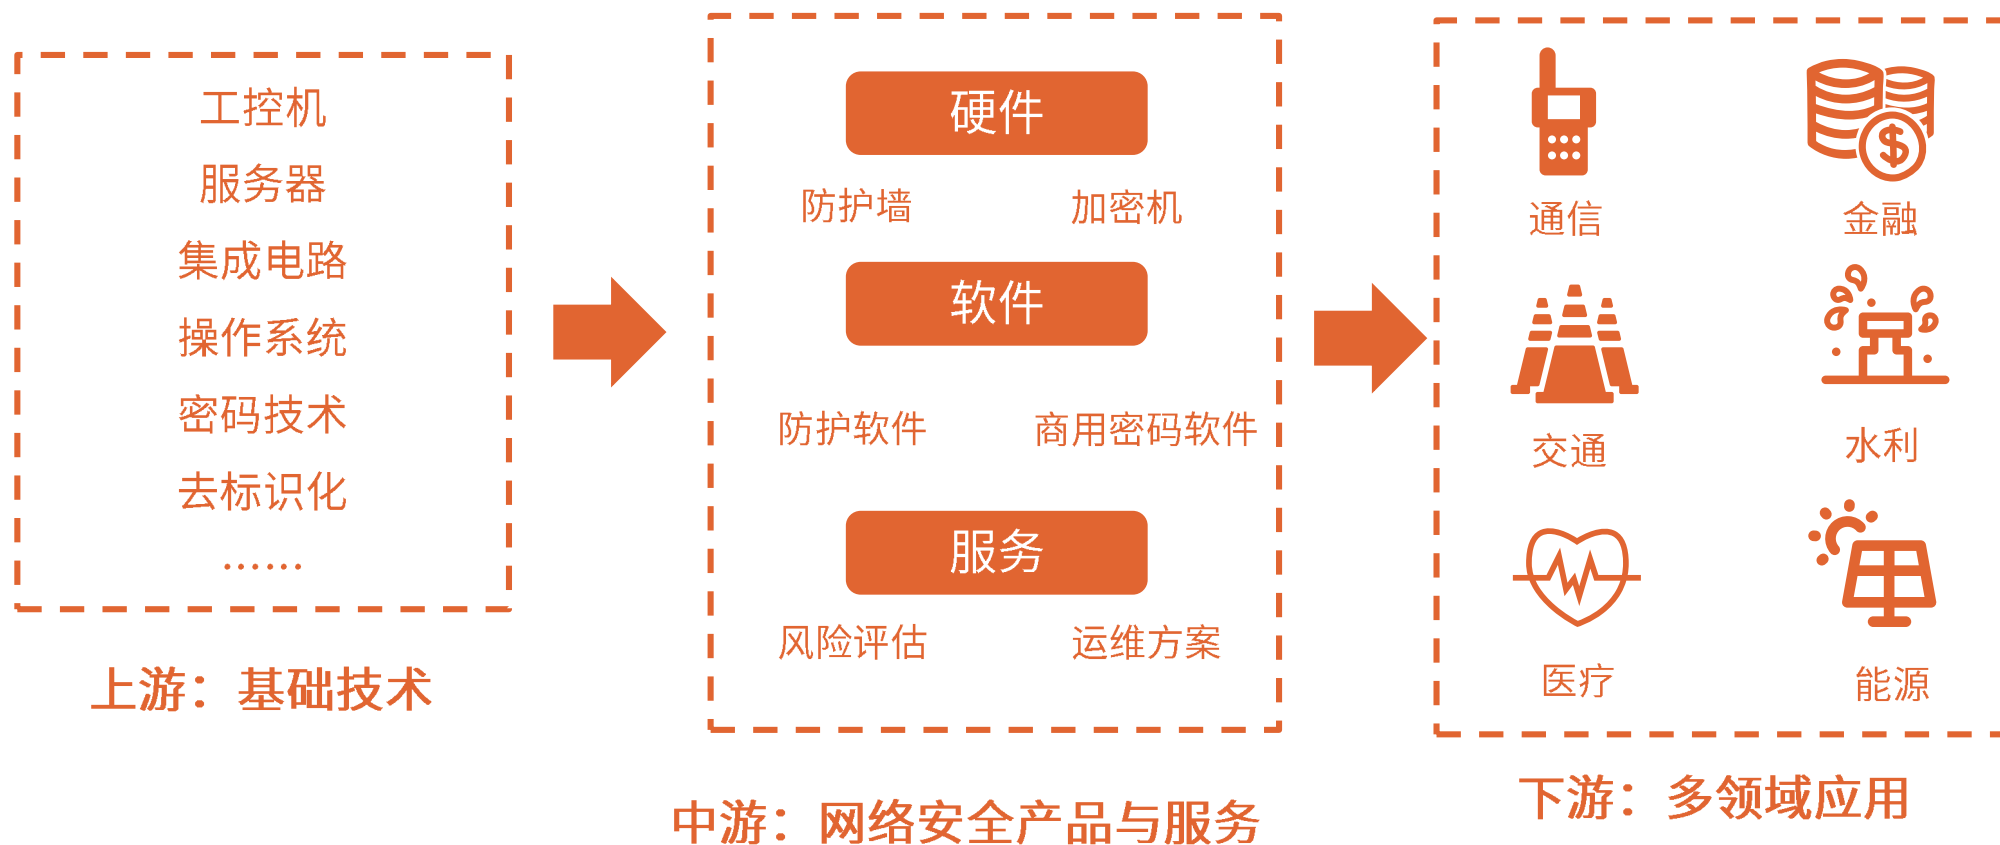 工控机
服务器
集成电路
操作系统
密码技术
去标识化
……
上游：基础技术
硬件
防护墙 加密机
软件
防护软件 商用密码软件
服务
风险评估 运维方案
中游：网络安全产品与服务
通信 金融
交通 水利
医疗 能源
下游：多领域应用